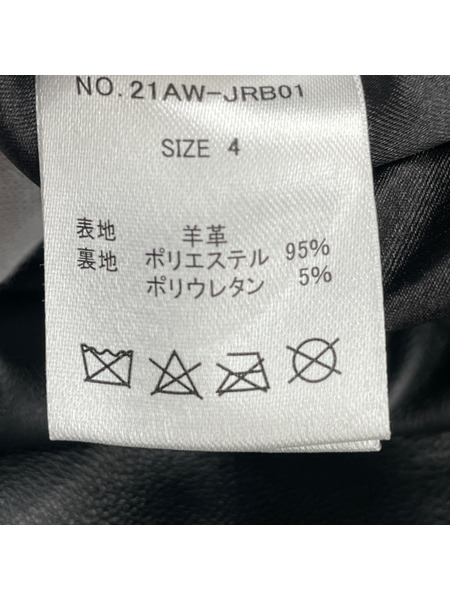 NO.21AW-JRB01
SIZE 4
表地 羊革
裏地 ポリエステル 95%
ポリウレタン 5%